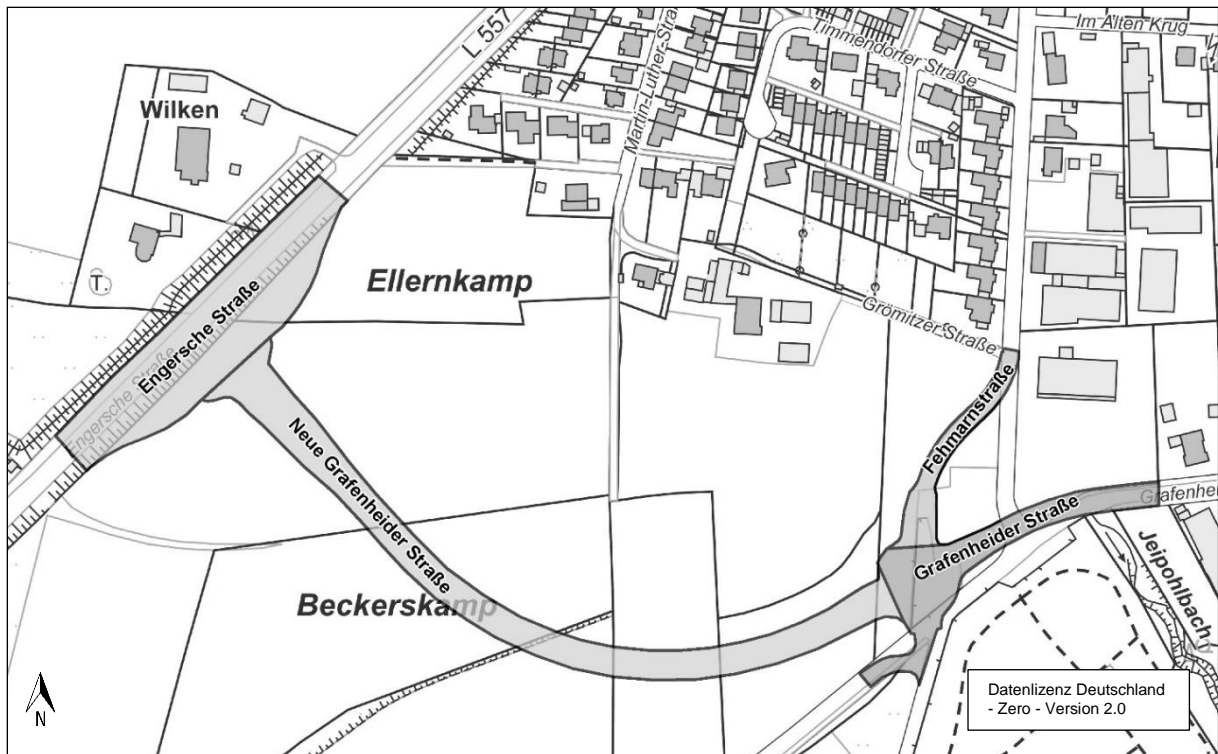 L 557
Martin-Luther-Straß
Timmendorfer Straße
Im Alten Krug
Wilken
T.
Ellernkamp
Engersche Straße
Engersche Straße
Grömitzer Straße
Fehmarnstraße
Neue Grafenheider Straße
Grafenheider Straße
Grafenhe
Jeipohlbach
Beckerskamp
N
Datenlizenz Deutschland
- Zero - Version 2.0